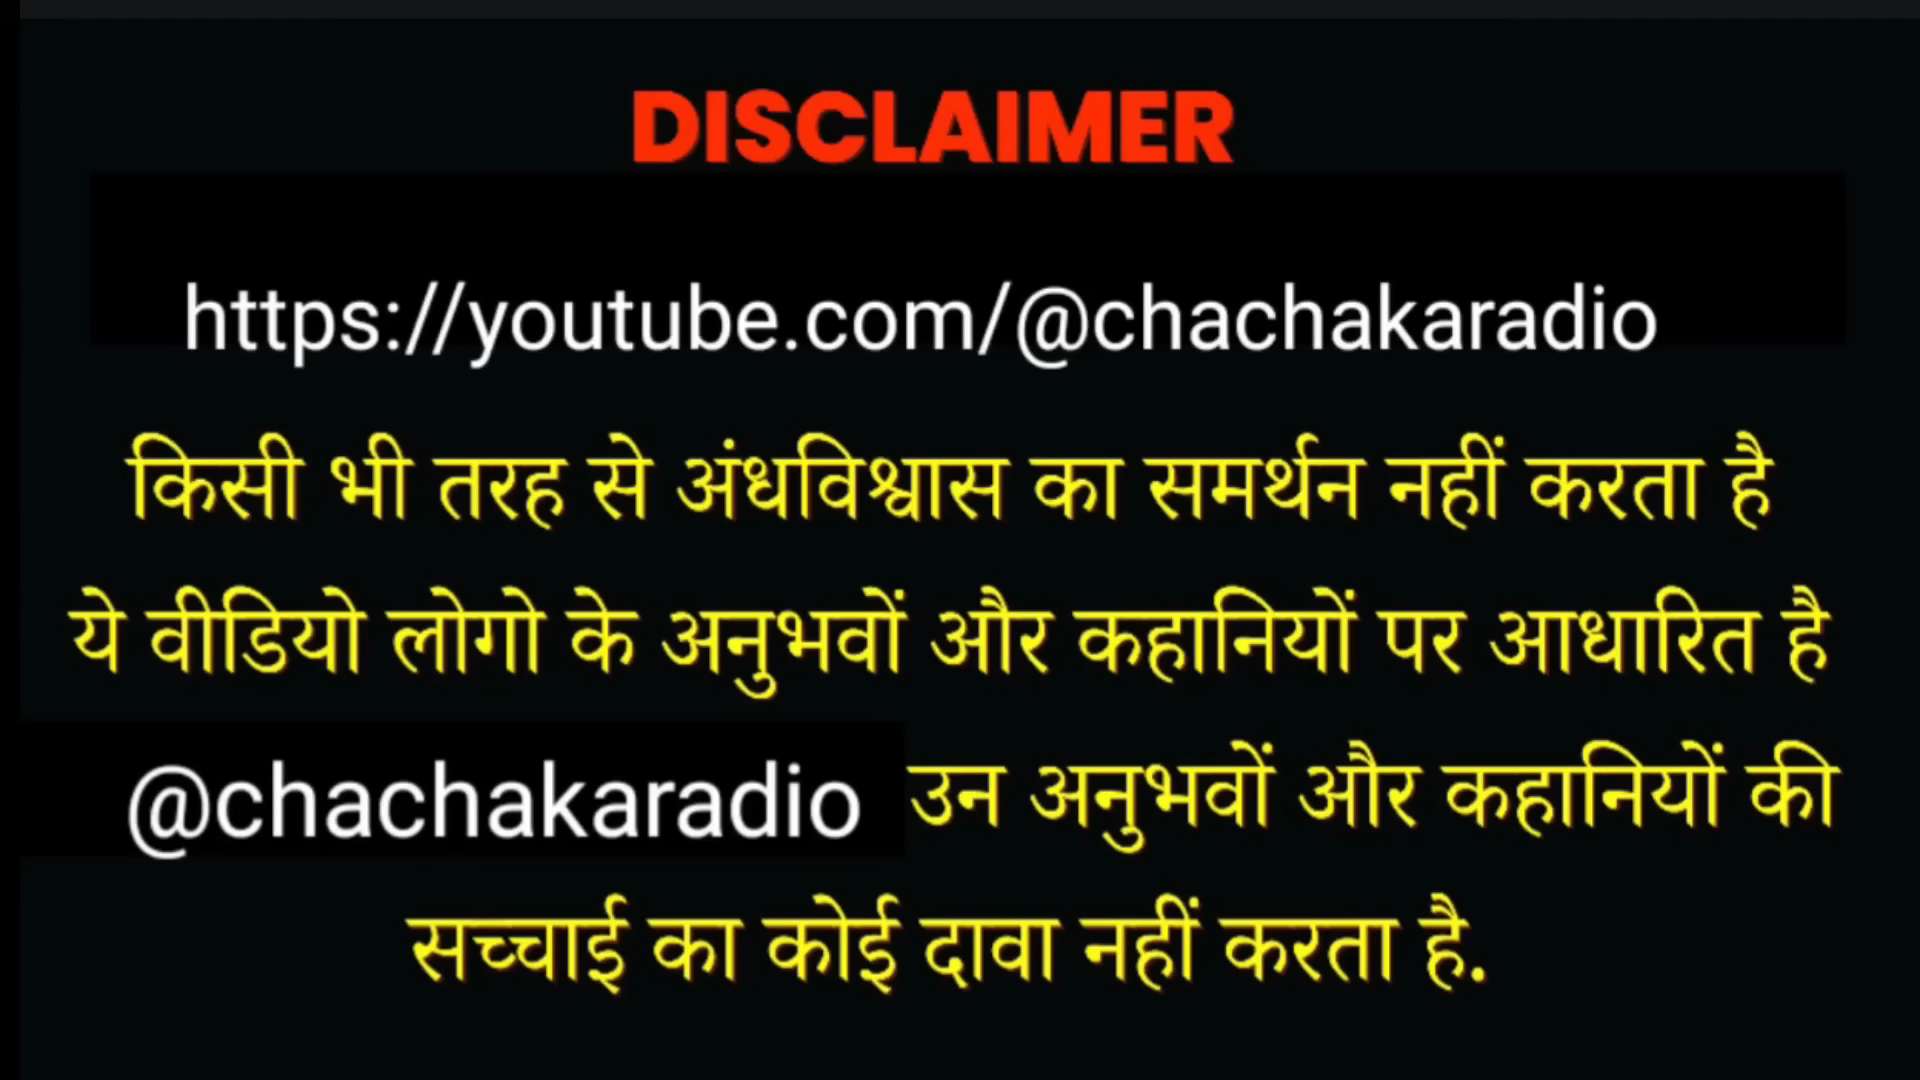 DISCLAIMER
https://youtube.com/@chachakaradio
किसी भी तरह से अंधविश्वास का समर्थन नहीं करता है
ये वीडियो लोगो के अनुभवों और कहानियों पर आधारित है
@chachakaradio उन अनुभवों और कहानियों की
सच्चाई का कोई दावा नहीं करता है.